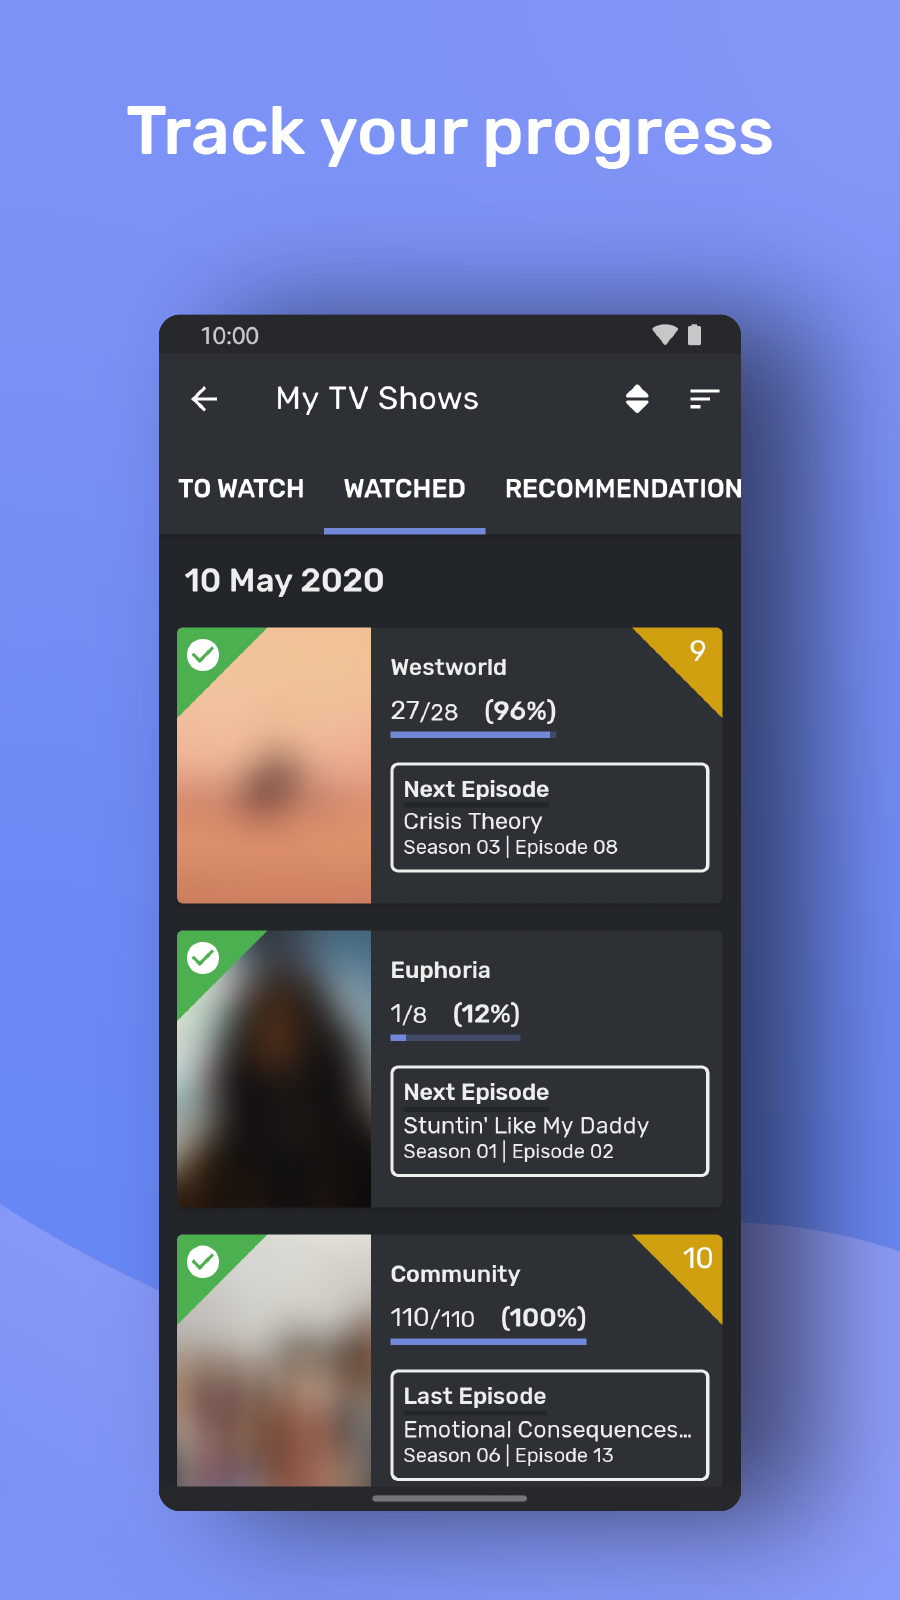 Track your progress
10:00
My TV Shows
TO WATCH WATCHED RECOMMENDATION
10 May 2020
9
Westworld
27/28 (96%)
Next Episode
Crisis Theory
Season 03 | Episode 08
Euphoria
1/8 (12%)
Next Episode
Stuntin' Like My Daddy
Season 01 | Episode 02
10
Community
110/110 (100%)
Last Episode
Emotional Consequences...
Season 06 | Episode 13